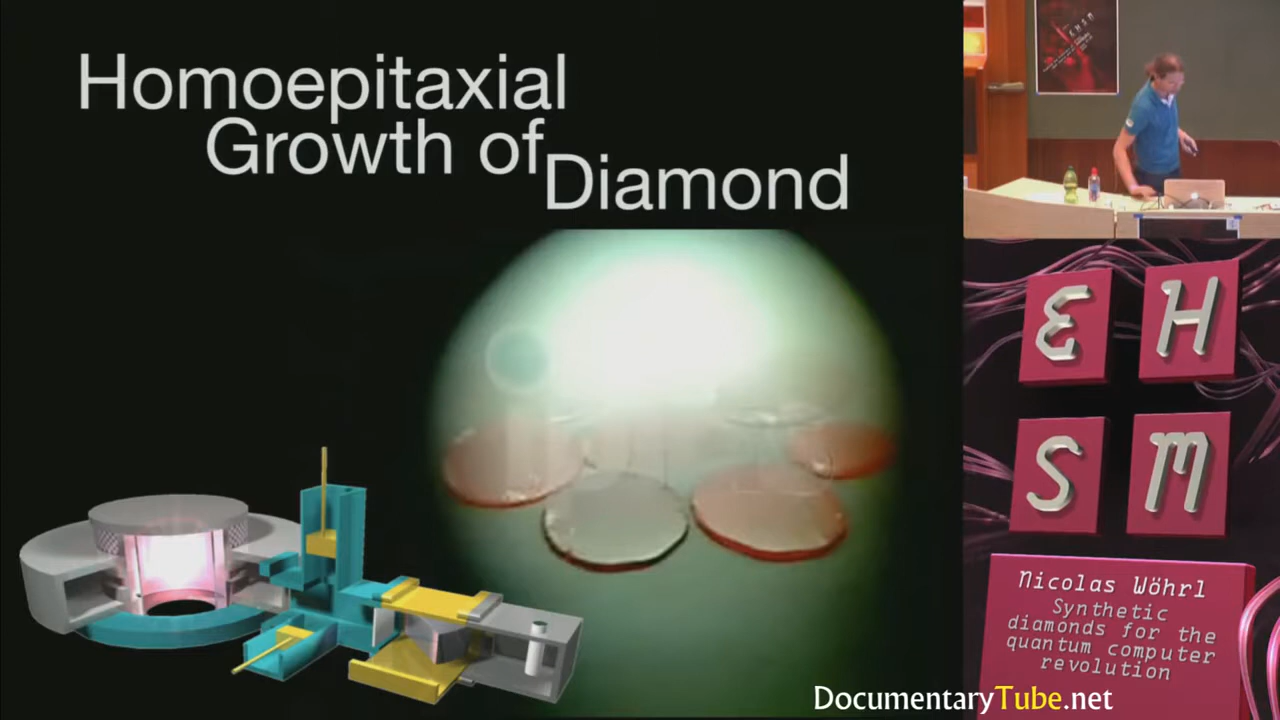 Homoepitaxial
Growth of
Diamond
E H
S M
Nicolas Wöhrl
Synthetic
diamonds for the
quantum computer
revolution
DocumentaryTube.net